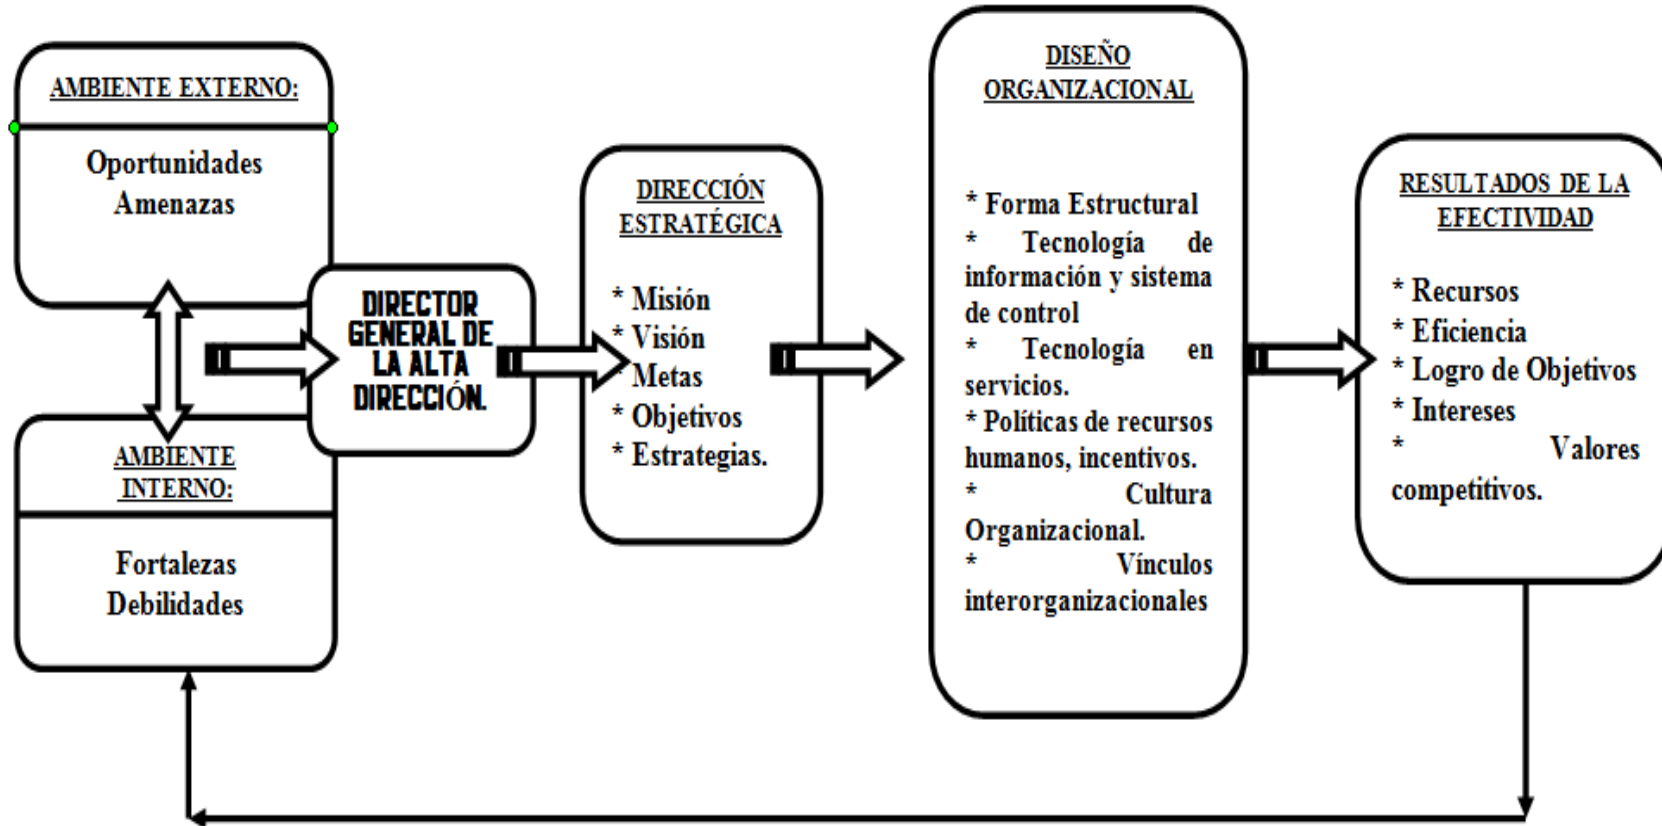 AMBIENTE EXTERNO:
Oportunidades
Amenazas
AMBIENTE
INTERNO:
Fortalezas
Debilidades
DIRECTOR
GENERAL DE
LA ALTA
DIRECCIÓN.
DIRECCIÓN
ESTRATÉGICA
* Misión
* Visión
* Metas
* Objetivos
* Estrategias.
DISEÑO
ORGANIZACIONAL
* Forma Estructural
* Tecnología de
información y sistema
de control
* Tecnología en
servicios.
* Políticas de recursos
humanos, incentivos.
* Cultura
Organizacional.
* Vínculos
interorganizacionales
RESULTADOS DE LA
EFECTIVIDAD
* Recursos
* Eficiencia
* Logro de Objetivos
* Intereses
* Valores
competitivos.